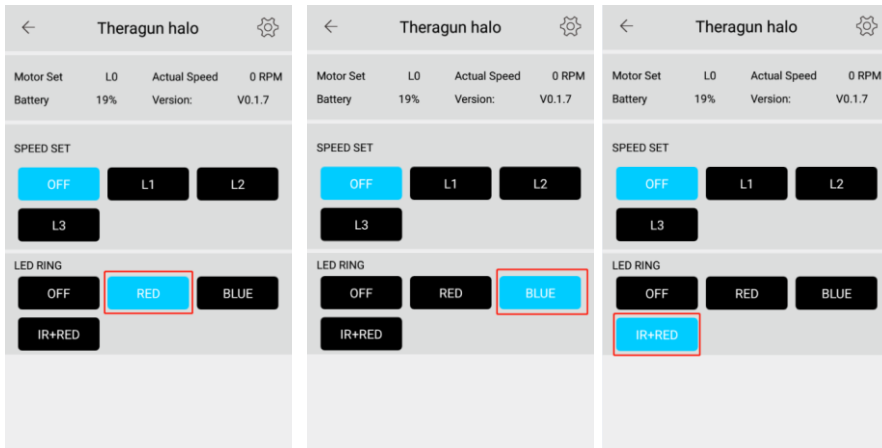 Theragun halo
Motor Set L0 Actual Speed 0 RPM
Battery 19% Version: V0.1.7
SPEED SET
OFF L1 L2
L3
LED RING
OFF RED BLUE
IR+RED
Theragun halo
Motor Set L0 Actual Speed 0 RPM
Battery 19% Version: V0.1.7
SPEED SET
OFF L1 L2
L3
LED RING
OFF RED BLUE
IR+RED
Theragun halo
Motor Set L0 Actual Speed 0 RPM
Battery 19% Version: V0.1.7
SPEED SET
OFF L1 L2
L3
LED RING
OFF RED BLUE
IR+RED